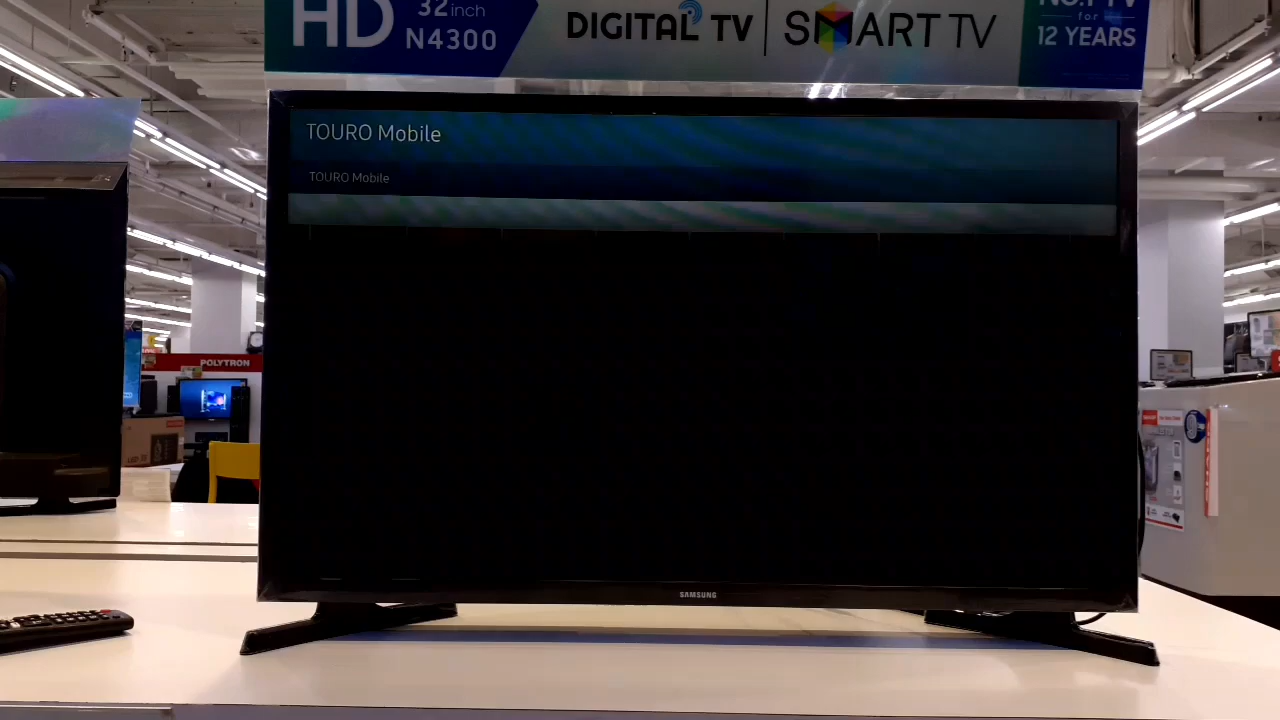 HD
32inch
N4300
DIGITAL TV
SMART TV
NO.1 TV
for
12 YEARS
TOURO Mobile
TOURO Mobile
POLYTRON
SAMSUNG